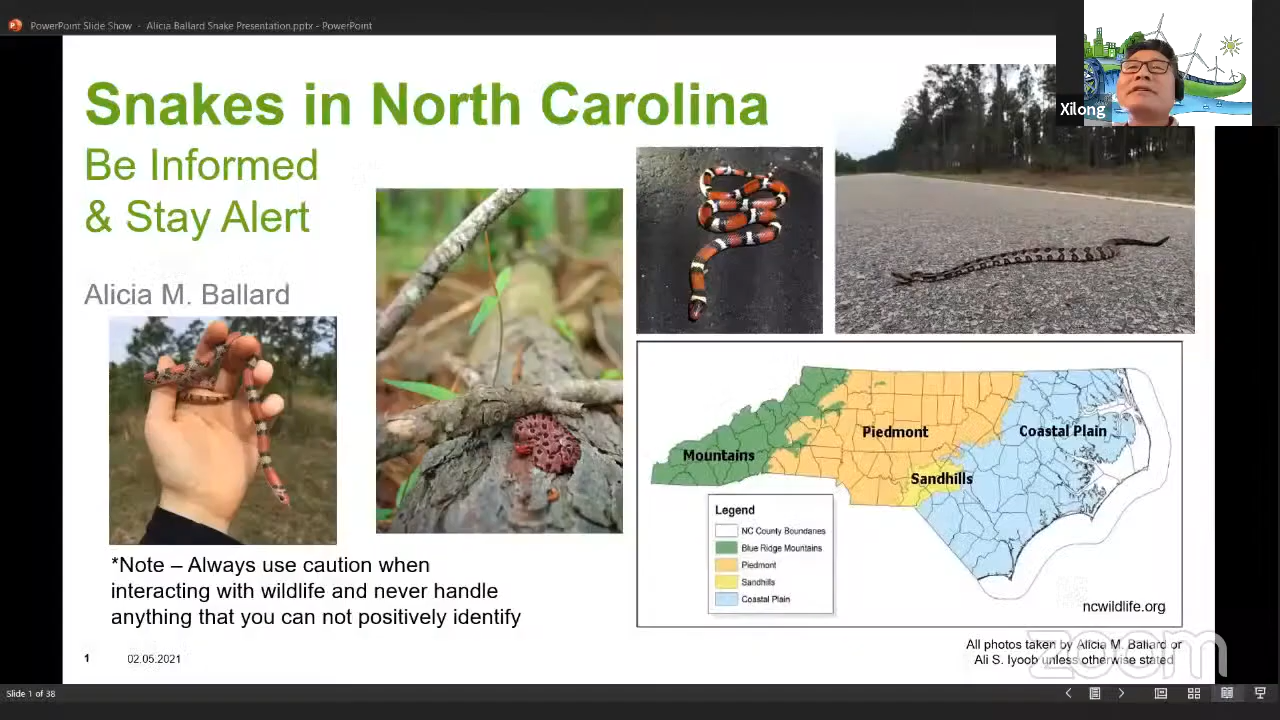 PowerPoint Slide Show - Alicia Ballard Snake Presentation.pptx - PowerPoint
Xilong
Snakes in North Carolina
Be Informed
& Stay Alert
Alicia M. Ballard
Mountains
Piedmont
Coastal Plain
Sandhills
Legend
NC County Boundaries
Blue Ridge Mountains
Piedmont
Sandhills
Coastal Plain
ncwildlife.org
*Note – Always use caution when
interacting with wildlife and never handle
anything that you can not positively identify
1 02.05.2021
All photos taken by Alicia M. Ballard or
Ali S. Iyoob unless otherwise stated
zoom
Slide 1 of 38